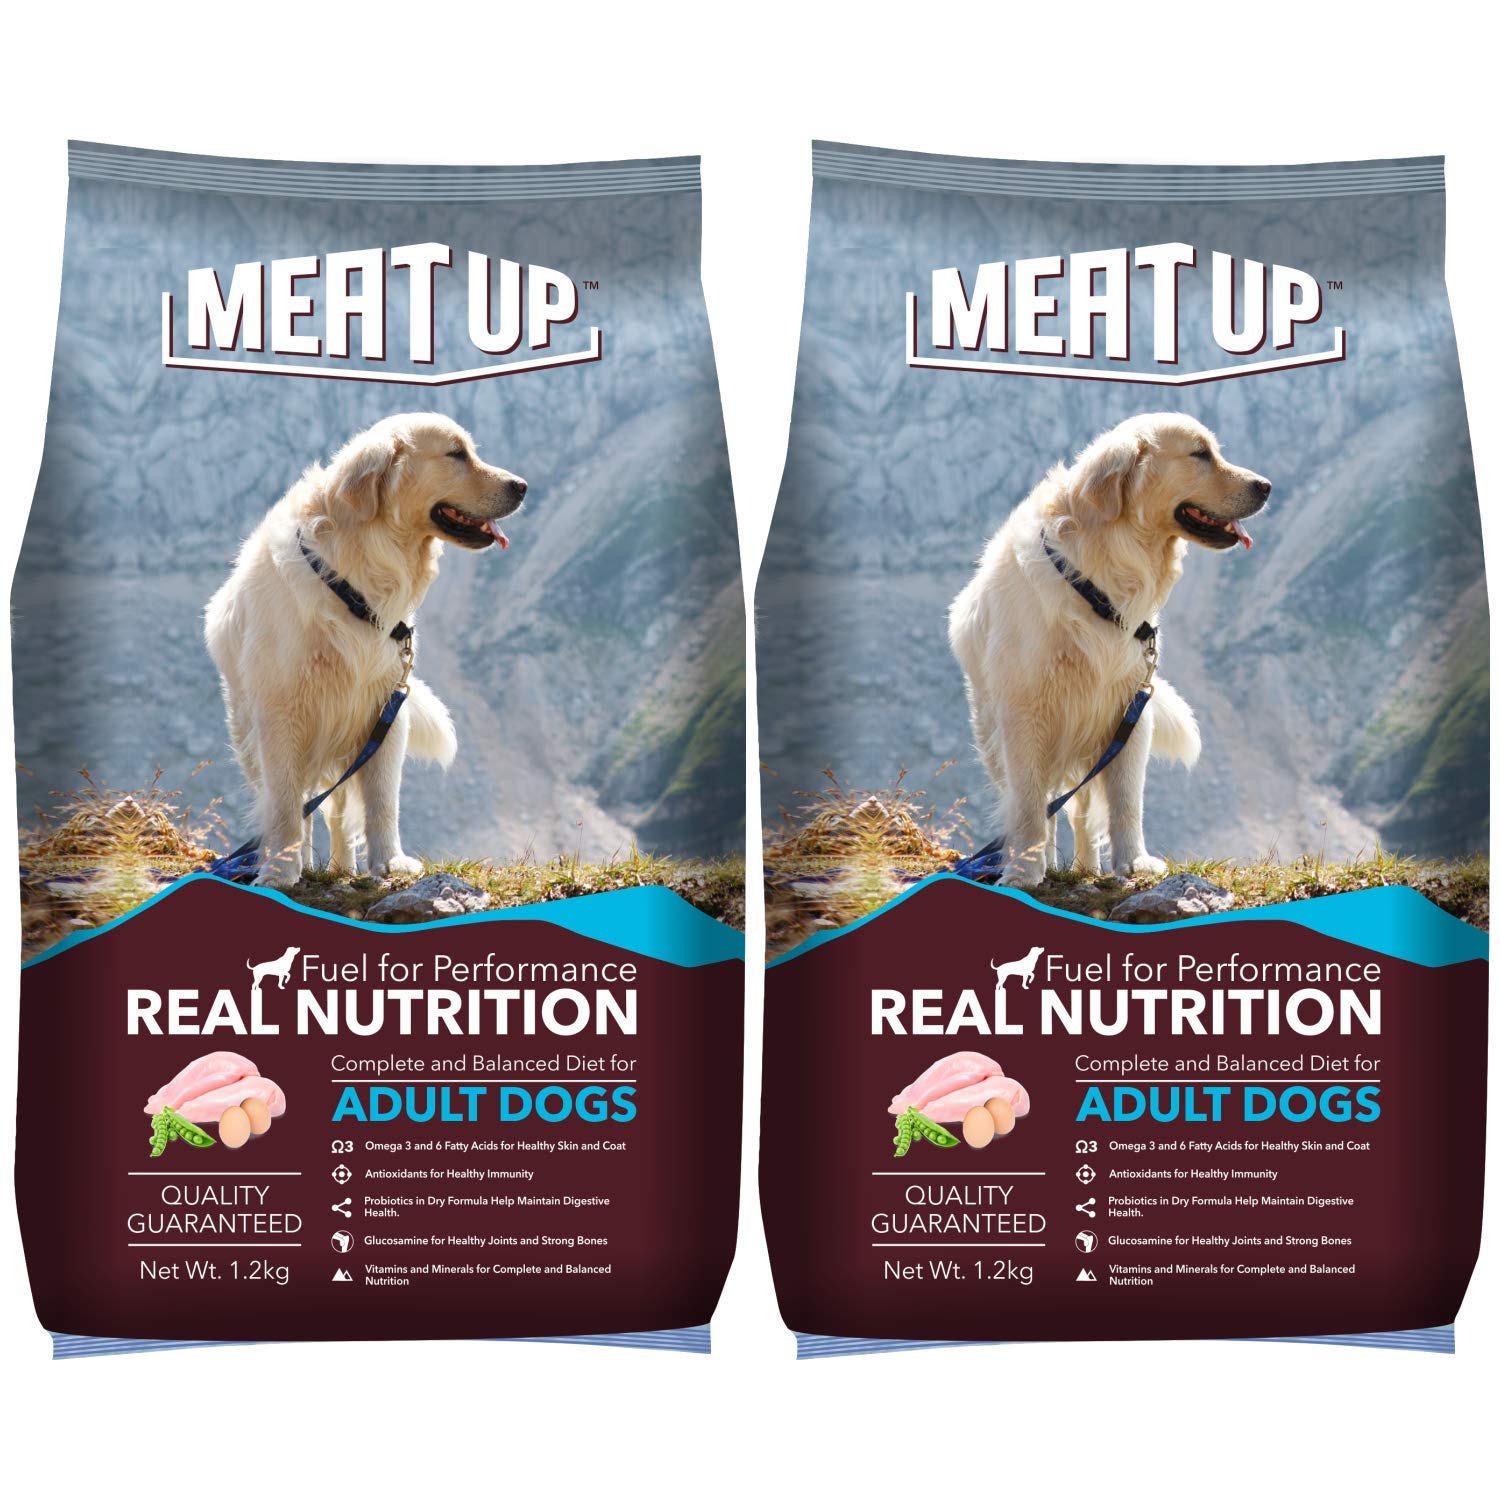 MEAT UP™
Fuel for Performance
REAL NUTRITION
Complete and Balanced Diet for
ADULT DOGS
Ω3 Omega 3 and 6 Fatty Acids for Healthy Skin and Coat
Antioxidants for Healthy Immunity
Probiotics in Dry Formula Help Maintain Digestive
Health.
Glucosamine for Healthy Joints and Strong Bones
Vitamins and Minerals for Complete and Balanced
Nutrition
QUALITY
GUARANTEED
Net Wt. 1.2kg
MEAT UP™
Fuel for Performance
REAL NUTRITION
Complete and Balanced Diet for
ADULT DOGS
Ω3 Omega 3 and 6 Fatty Acids for Healthy Skin and Coat
Antioxidants for Healthy Immunity
Probiotics in Dry Formula Help Maintain Digestive
Health.
Glucosamine for Healthy Joints and Strong Bones
Vitamins and Minerals for Complete and Balanced
Nutrition
QUALITY
GUARANTEED
Net Wt. 1.2kg